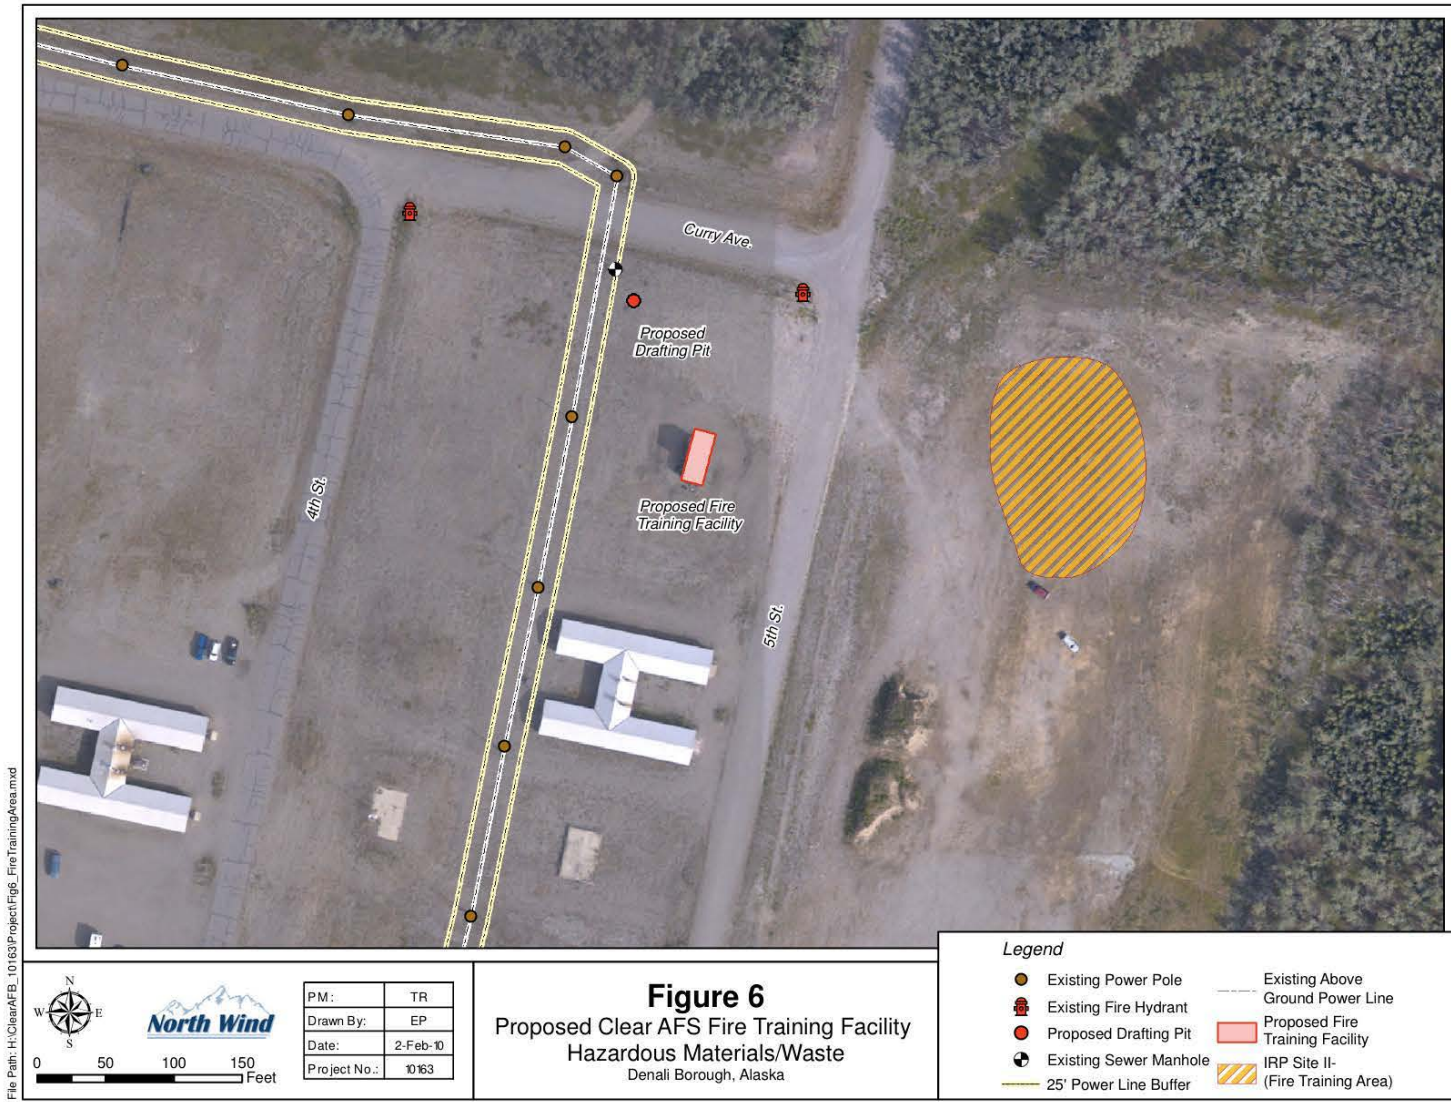 Curry Ave.
Proposed
Drafting Pit
4th St.
Proposed Fire
Training Facility
5th St.
File Path: H:\ClearAFB_10163\Project\Fig6_FireTrainingArea.mxd
N
W E
S
North Wind
0 50 100 150
Feet
PM: TR
Drawn By: EP
Date: 2-Feb-10
Project No.: 10163
Figure 6
Proposed Clear AFS Fire Training Facility
Hazardous Materials/Waste
Denali Borough, Alaska
Legend
Existing Power Pole
Existing Fire Hydrant
Proposed Drafting Pit
Existing Sewer Manhole
25' Power Line Buffer
Existing Above
Ground Power Line
Proposed Fire
Training Facility
IRP Site II-
(Fire Training Area)